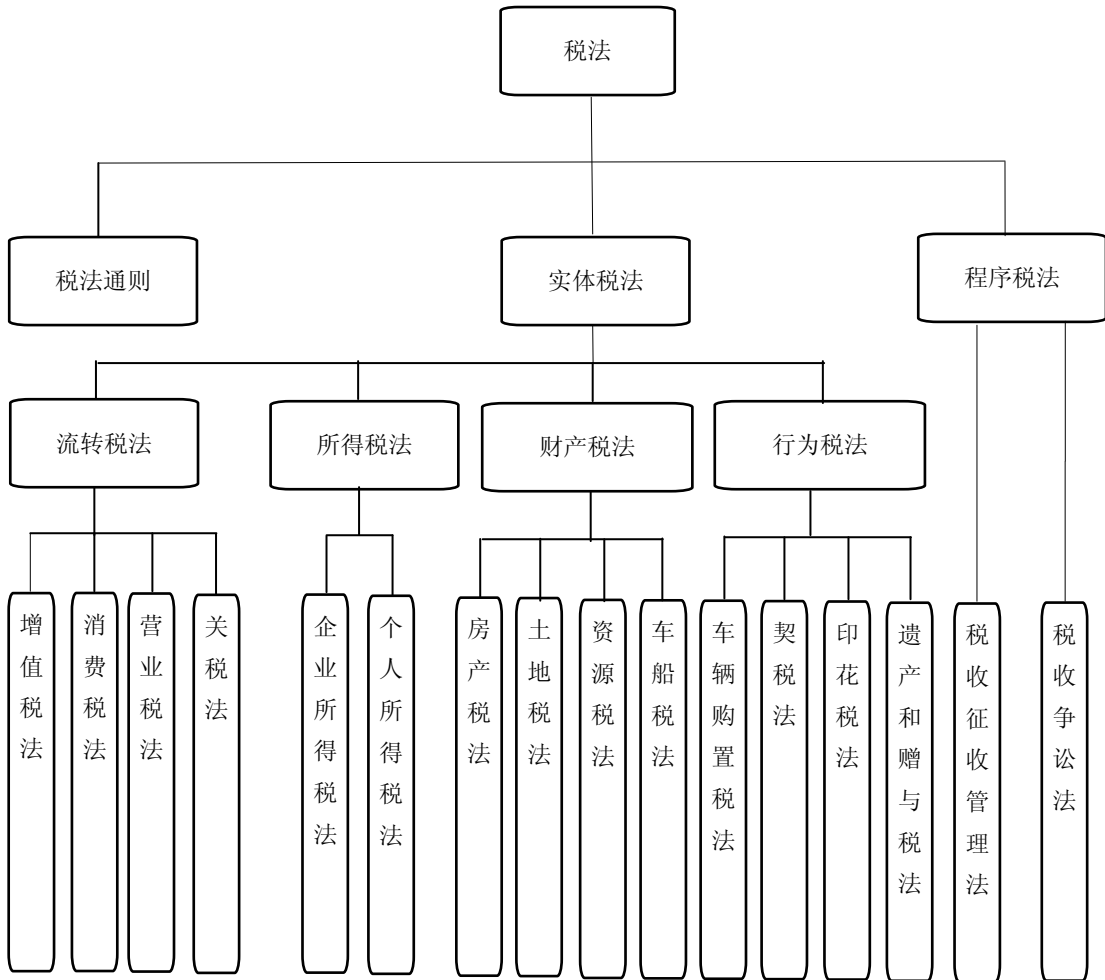 税法
税法通则
实体税法
程序税法
流转税法
所得税法
财产税法
行为税法
增值税法
消费税法
营业税法
关税法
企业所得税法
个人所得税法
房产税法
土地税法
资源税法
车船税法
车辆购置税法
契税法
印花税法
遗产和赠与税法
税收征收管理法
税收争讼法